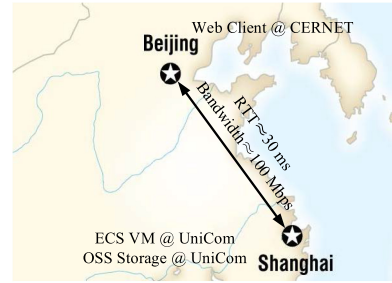 Web Client @ CERNET
Beijing
RTT≈30 ms
Bandwidth≈100 Mbps
ECS VM @ UniCom
OSS Storage @ UniCom
Shanghai